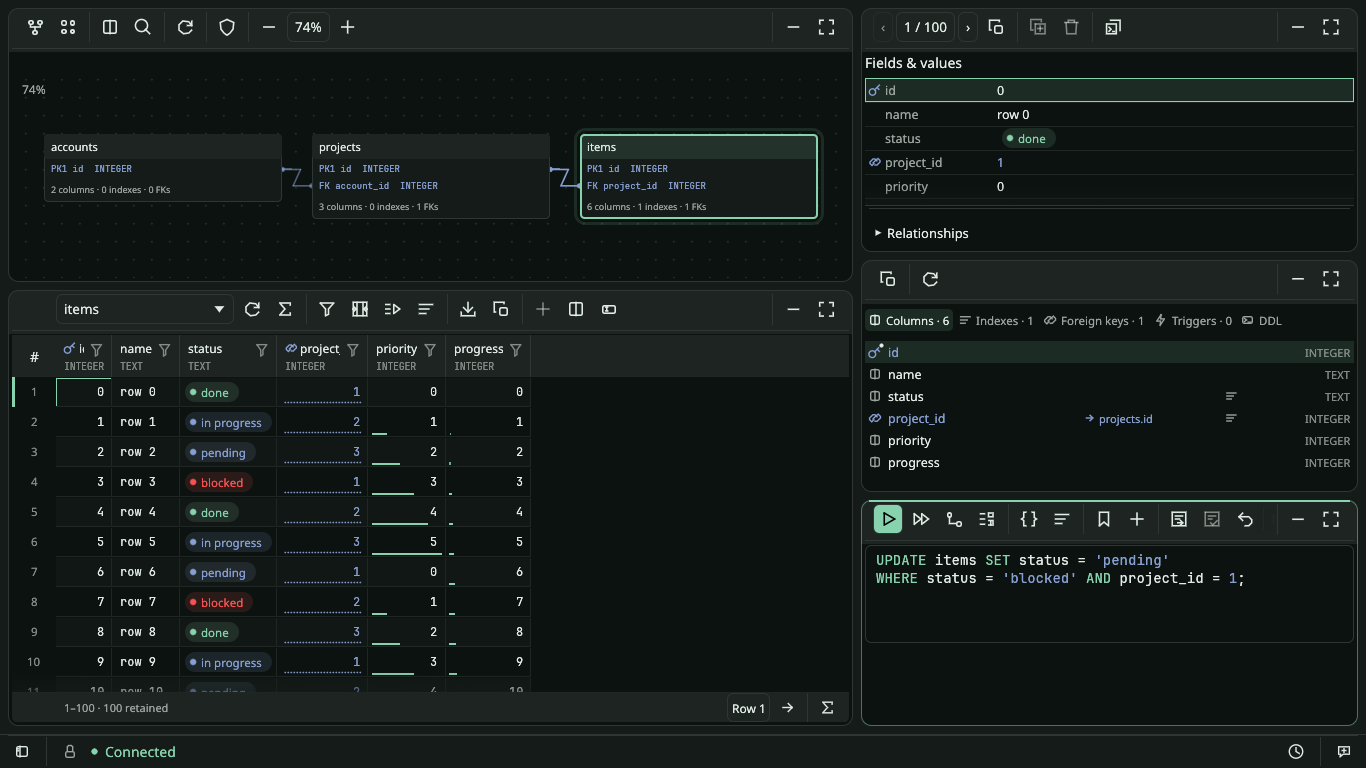 74%
74%
accounts
PK1 id INTEGER
2 columns · 0 indexes · 0 FKs
projects
PK1 id INTEGER
FK account_id INTEGER
3 columns · 0 indexes · 1 FKs
items
PK1 id INTEGER
FK project_id INTEGER
6 columns · 1 indexes · 1 FKs
items
# id name status project_ priority progress
INTEGER TEXT TEXT INTEGER INTEGER INTEGER
1 0 row 0 done 1 0 0
2 1 row 1 in progress 2 1 1
3 2 row 2 pending 3 2 2
4 3 row 3 blocked 1 3 3
5 4 row 4 done 2 4 4
6 5 row 5 in progress 3 5 5
7 6 row 6 pending 1 0 6
8 7 row 7 blocked 2 1 7
9 8 row 8 done 3 2 8
10 9 row 9 in progress 1 3 9
11 10 row 10 pending 2 4 10
1–100 · 100 retained
Row 1
1 / 100
Fields & values
id 0
name row 0
status done
project_id 1
priority 0
Relationships
Columns · 6 Indexes · 1 Foreign keys · 1 Triggers · 0 DDL
id INTEGER
name TEXT
status TEXT
project_id projects.id INTEGER
priority INTEGER
progress INTEGER
UPDATE items SET status = 'pending'
WHERE status = 'blocked' AND project_id = 1;
Connected